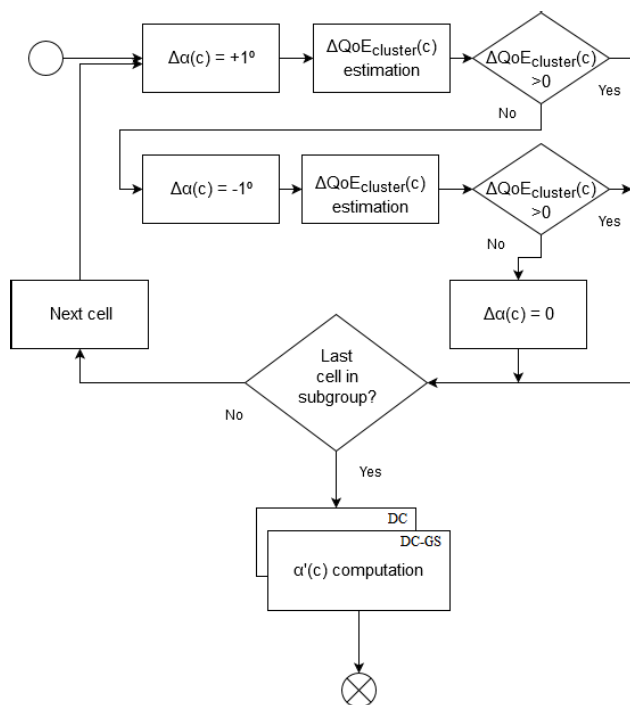 Δα(c) = +1º
ΔQoEcluster(c)
estimation
ΔQoEcluster(c)
>0
Yes
No
Δα(c) = -1º
ΔQoEcluster(c)
estimation
ΔQoEcluster(c)
>0
Yes
No
Next cell
Δα(c) = 0
Last
cell in
subgroup?
No
Yes
DC
DC-GS
α'(c) computation